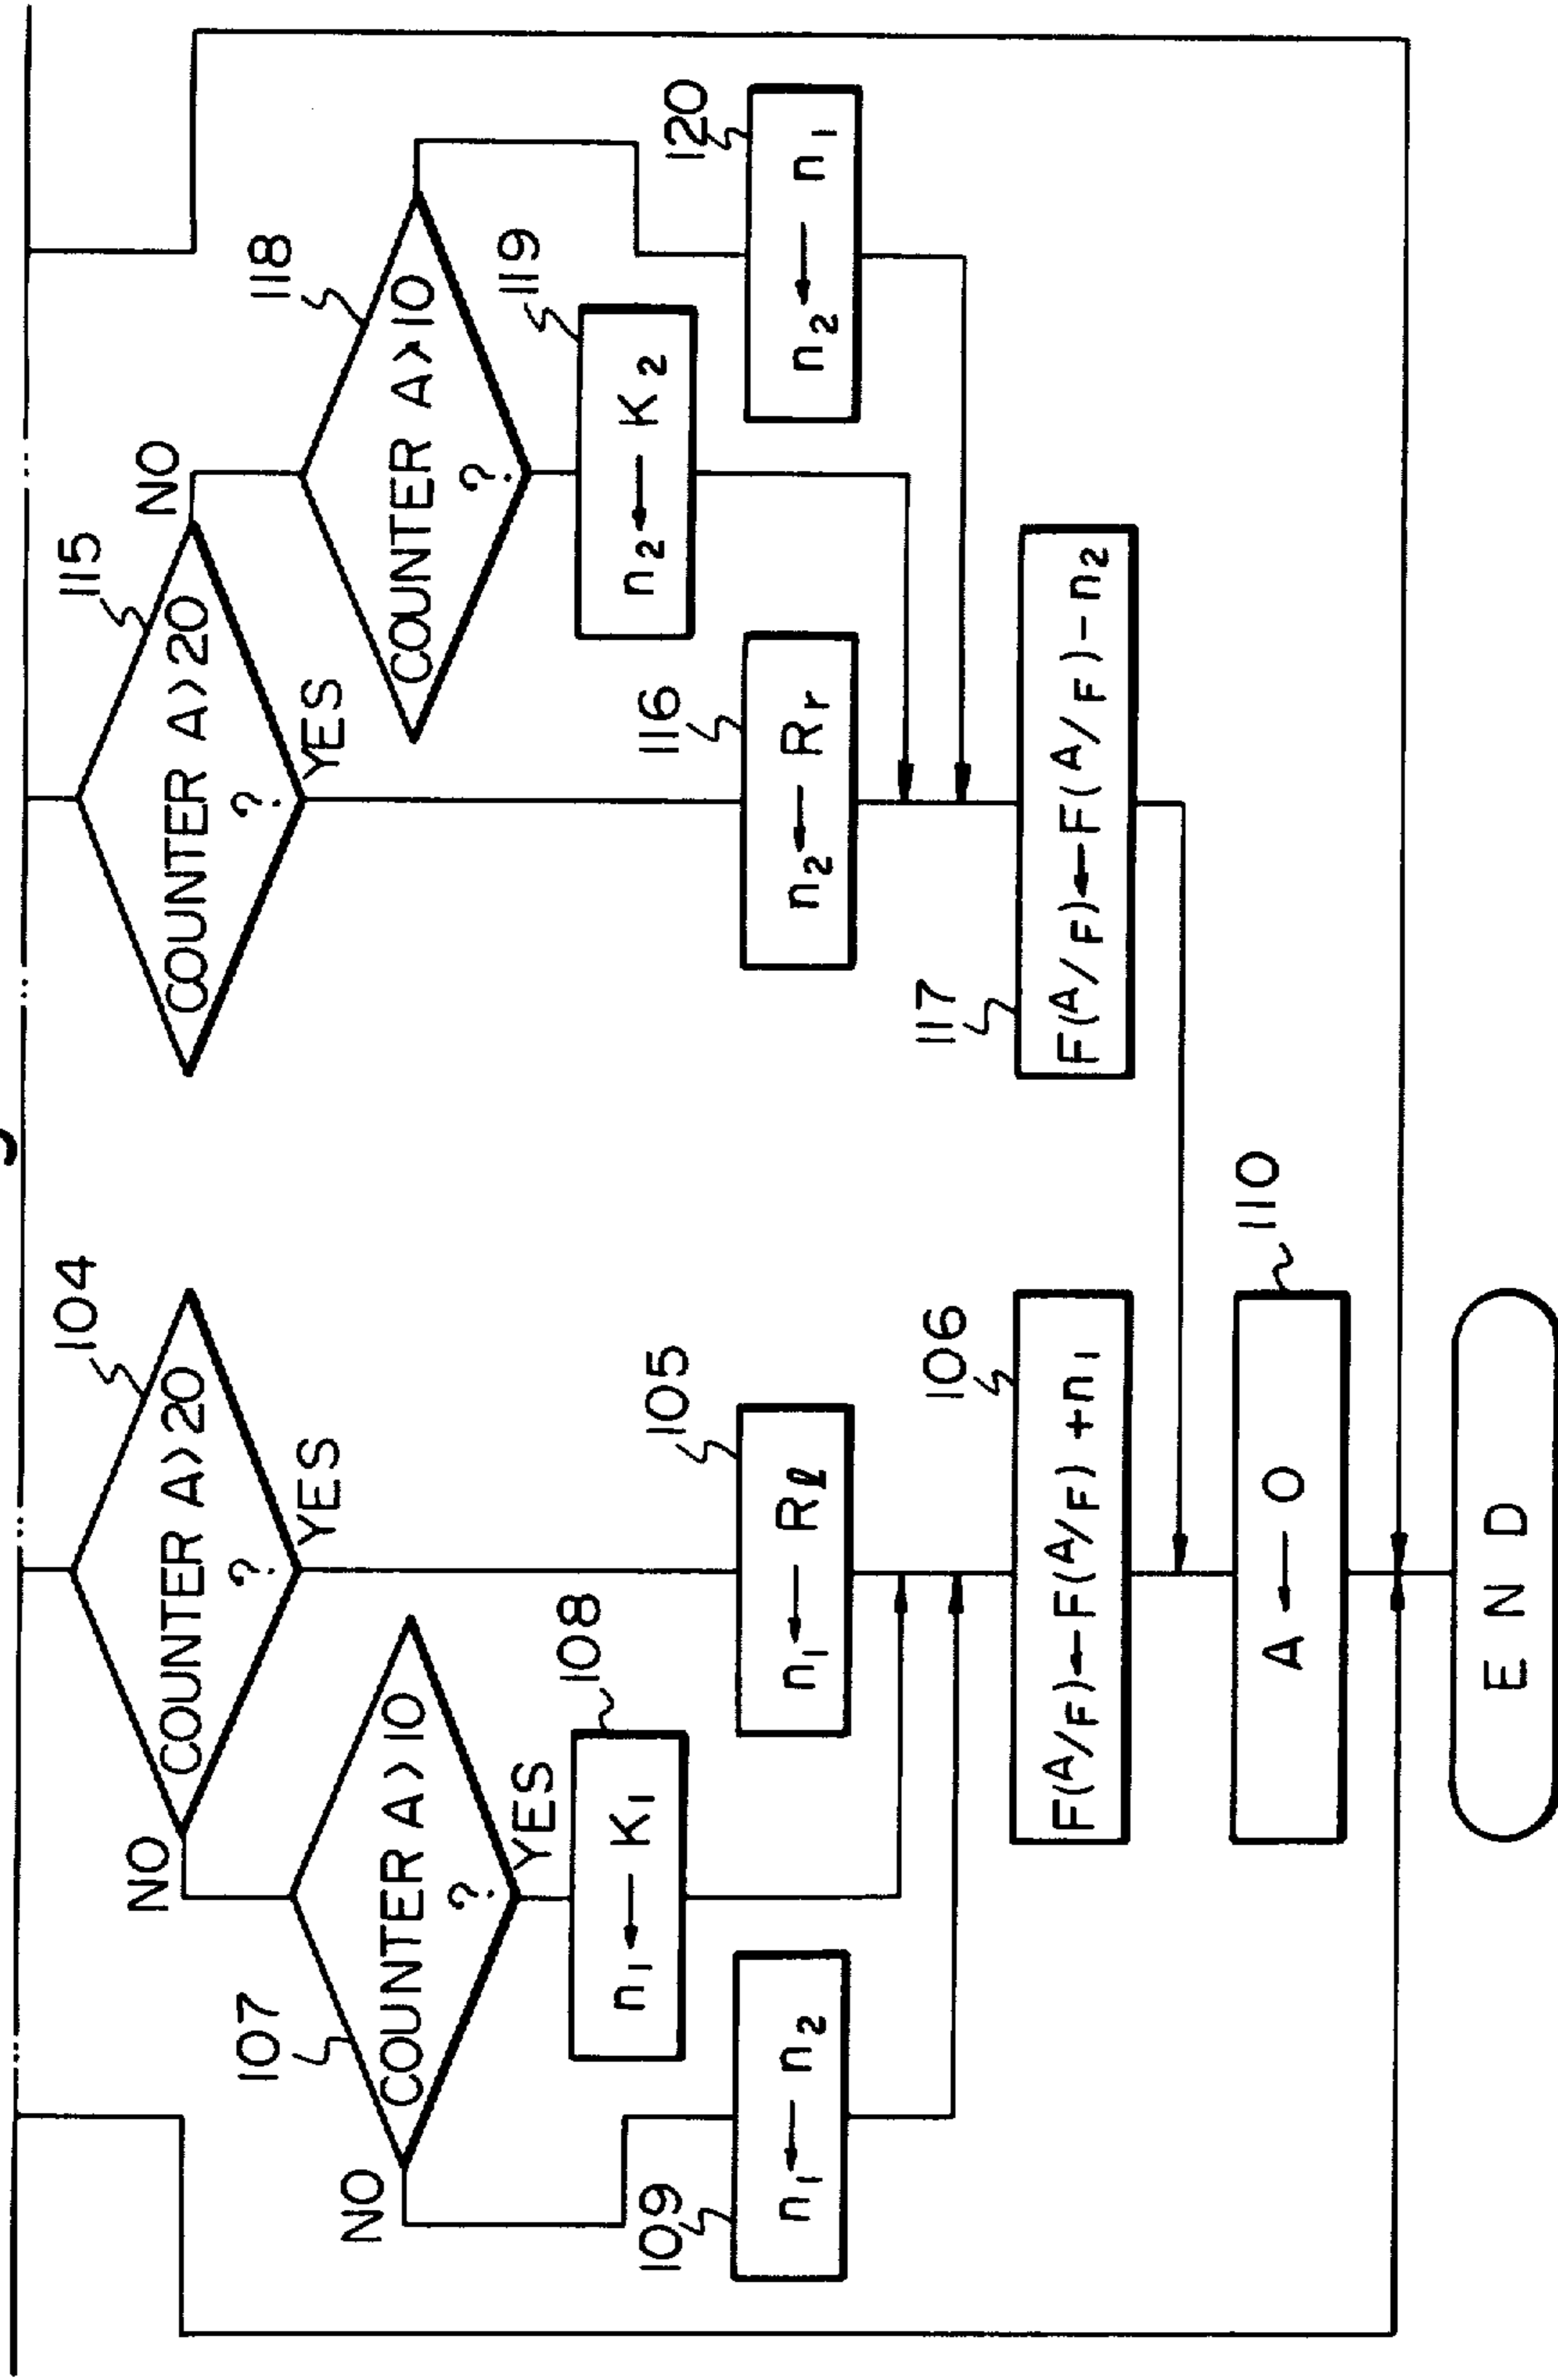 104
COUNTER A>20
?
NO
YES
107
COUNTER A>10
?
NO
YES
108
n₁ ← K₁
109
n₁ ← n₂
105
n₁ ← Rℓ
106
F(A/F) ← F(A/F) + n₁
115
COUNTER A>20
?
NO
YES
118
COUNTER A>10
?
119
n₂ ← K₂
120
n₂ ← n₁
116
n₂ ← Rr
117
F(A/F) ← F(A/F) - n₂
110
A ← 0
END